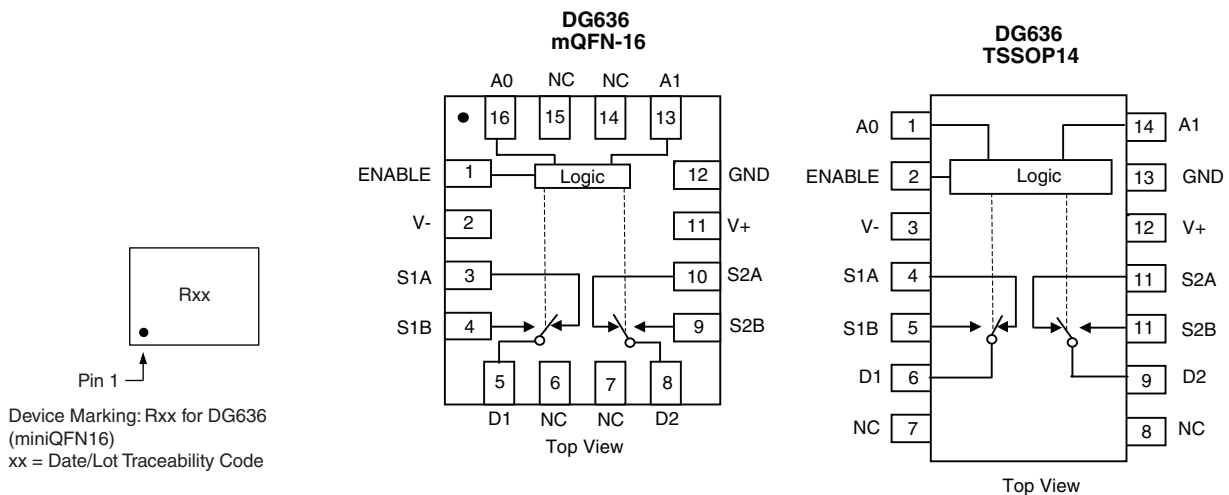 DG636
mQFN-16
A0 NC NC A1
16 15 14 13
ENABLE 1 Logic 12 GND
V- 2 11 V+
S1A 3 10 S2A
S1B 4 9 S2B
5 6 7 8
D1 NC NC D2
Top View
DG636
TSSOP14
A0 1 14 A1
ENABLE 2 Logic 13 GND
V- 3 12 V+
S1A 4 11 S2A
S1B 5 11 S2B
D1 6 9 D2
NC 7 8 NC
Top View
Rxx
Pin 1
Device Marking: Rxx for DG636
(miniQFN16)
xx = Date/Lot Traceability Code